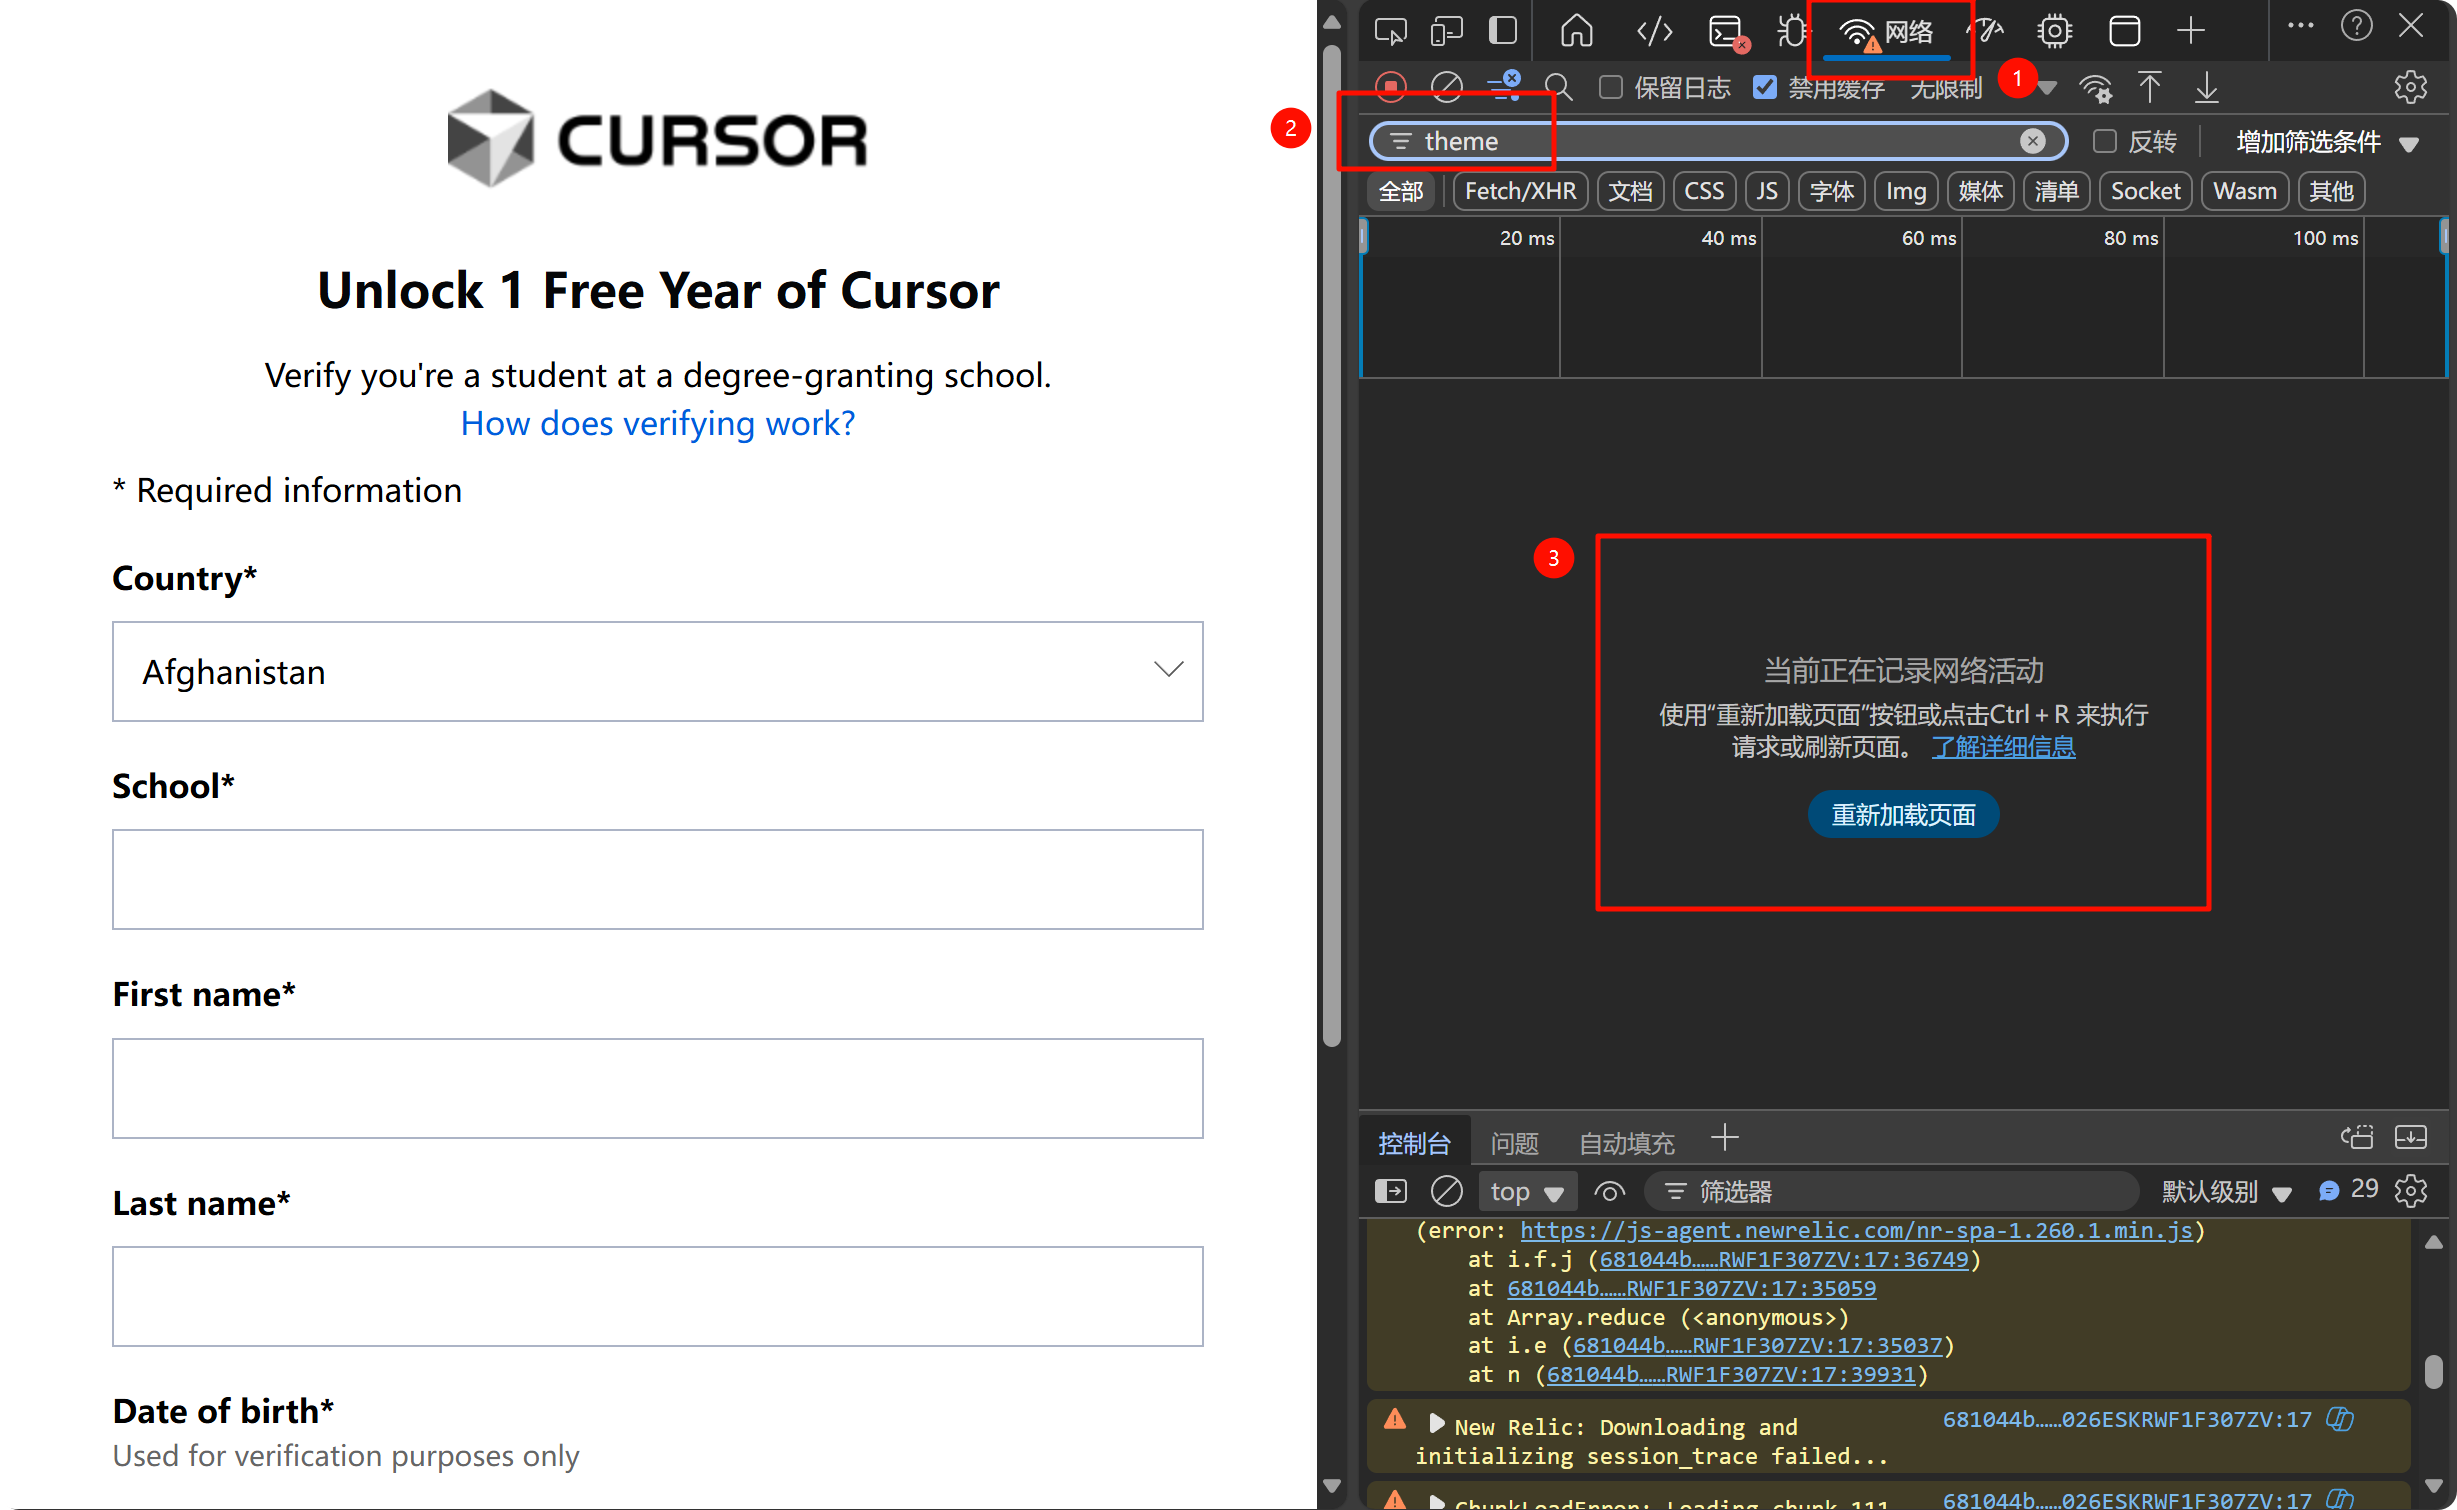 CURSOR
Unlock 1 Free Year of Cursor
Verify you're a student at a degree-granting school.
How does verifying work?
* Required information
Country*
Afghanistan
School*
First name*
Last name*
Date of birth*
Used for verification purposes only
网络
1
保留日志 禁用缓存 无限制
2
theme 反转 增加筛选条件
全部 Fetch/XHR 文档 CSS JS 字体 Img 媒体 清单 Socket Wasm 其他
20 ms 40 ms 60 ms 80 ms 100 ms
3
当前正在记录网络活动
使用“重新加载页面”按钮或点击Ctrl + R 来执行
请求或刷新页面。 了解详细信息
重新加载页面
控制台 问题 自动填充
top 筛选器 默认级别 29
(error: https://js-agent.newrelic.com/nr-spa-1.260.1.min.js)
at i.f.j (681044b……RWF1F307ZV:17:36749)
at 681044b……RWF1F307ZV:17:35059
at Array.reduce (<anonymous>)
at i.e (681044b……RWF1F307ZV:17:35037)
at n (681044b……RWF1F307ZV:17:39931)
New Relic: Downloading and 681044b……026ESKRWF1F307ZV:17
initializing session_trace failed...
ChunkLoadError: Loading chunk 111 681044b……026ESKRWF1F307ZV:17